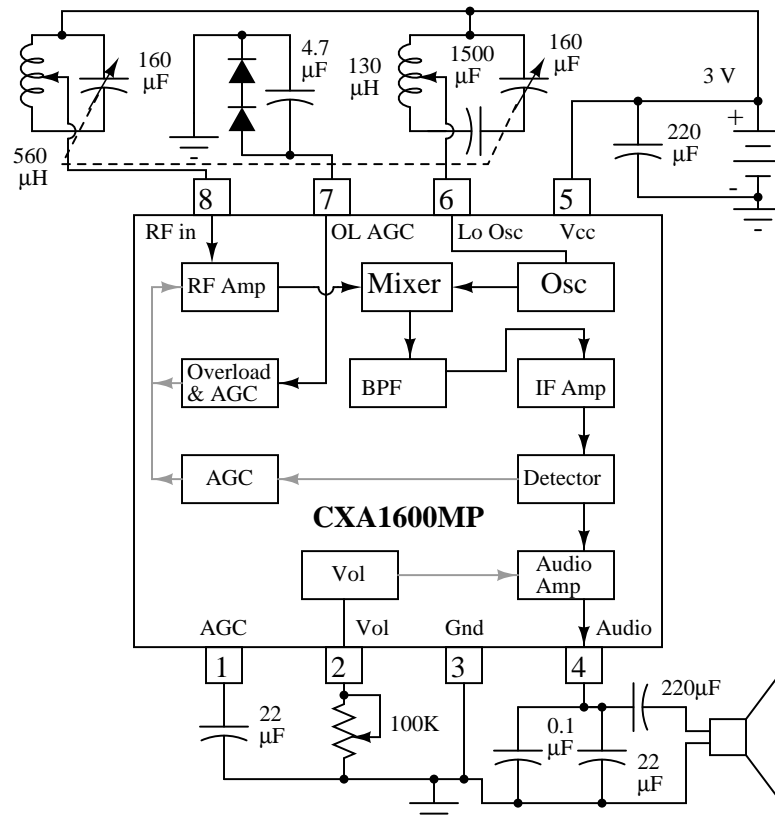 160
µF
4.7
µF
130
µH
1500
µF
160
µF
3 V
+
220
µF
-
560
µH
8
7
6
5
RF in
OL AGC
Lo Osc
Vcc
RF Amp
Mixer
Osc
Overload
& AGC
BPF
IF Amp
AGC
Detector
CXA1600MP
Vol
Audio
Amp
AGC
Vol
Gnd
Audio
1
2
3
4
22
µF
100K
0.1
µF
220µF
22
µF